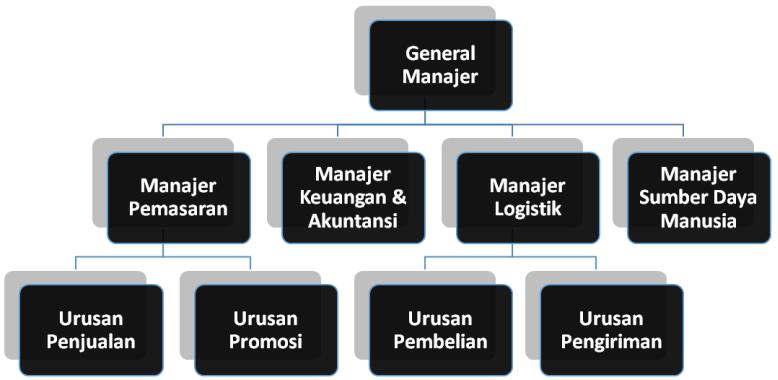 General
Manajer
Manajer
Pemasaran
Manajer
Keuangan &
Akuntansi
Manajer
Logistik
Manajer
Sumber Daya
Manusia
Urusan
Penjualan
Urusan
Promosi
Urusan
Pembelian
Urusan
Pengiriman